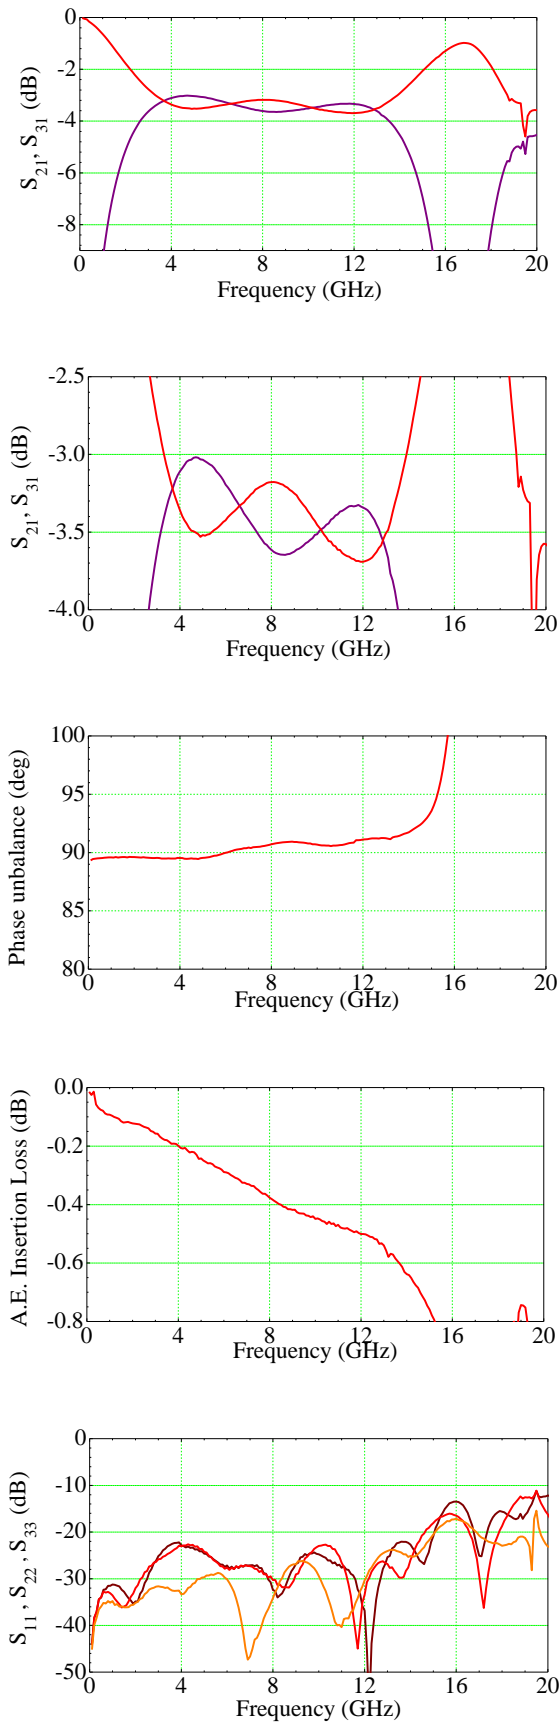 0
-2
-4
-6
-8
S21, S31 (dB)
0 4 8 12 16 20
Frequency (GHz)
-2.5
-3.0
-3.5
-4.0
S21, S31 (dB)
0 4 8 12 16 20
Frequency (GHz)
100
95
90
85
80
Phase unbalance (deg)
0 4 8 12 16 20
Frequency (GHz)
0.0
-0.2
-0.4
-0.6
-0.8
A.E. Insertion Loss (dB)
0 4 8 12 16 20
Frequency (GHz)
0
-10
-20
-30
-40
-50
S11 , S22 , S33 (dB)
0 4 8 12 16 20
Frequency (GHz)